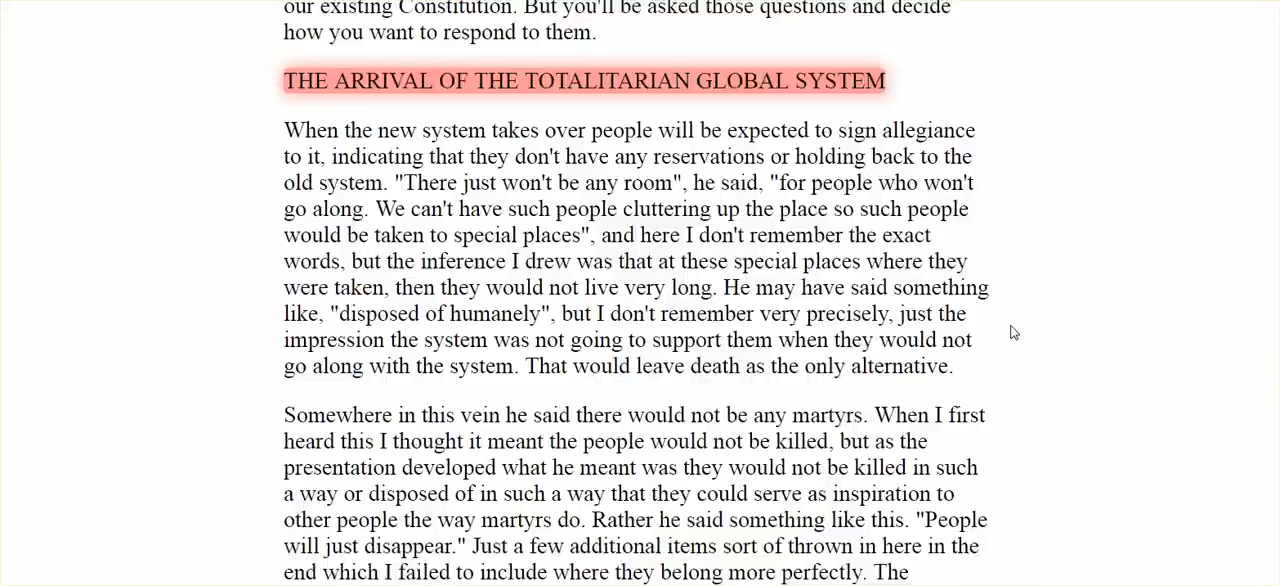 our existing Constitution. But you'll be asked those questions and decide
how you want to respond to them.
THE ARRIVAL OF THE TOTALITARIAN GLOBAL SYSTEM
When the new system takes over people will be expected to sign allegiance
to it, indicating that they don't have any reservations or holding back to the
old system. "There just won't be any room", he said, "for people who won't
go along. We can't have such people cluttering up the place so such people
would be taken to special places", and here I don't remember the exact
words, but the inference I drew was that at these special places where they
were taken, then they would not live very long. He may have said something
like, "disposed of humanely", but I don't remember very precisely, just the
impression the system was not going to support them when they would not
go along with the system. That would leave death as the only alternative.
Somewhere in this vein he said there would not be any martyrs. When I first
heard this I thought it meant the people would not be killed, but as the
presentation developed what he meant was they would not be killed in such
a way or disposed of in such a way that they could serve as inspiration to
other people the way martyrs do. Rather he said something like this. "People
will just disappear." Just a few additional items sort of thrown in here in the
end which I failed to include where they belong more perfectly. The